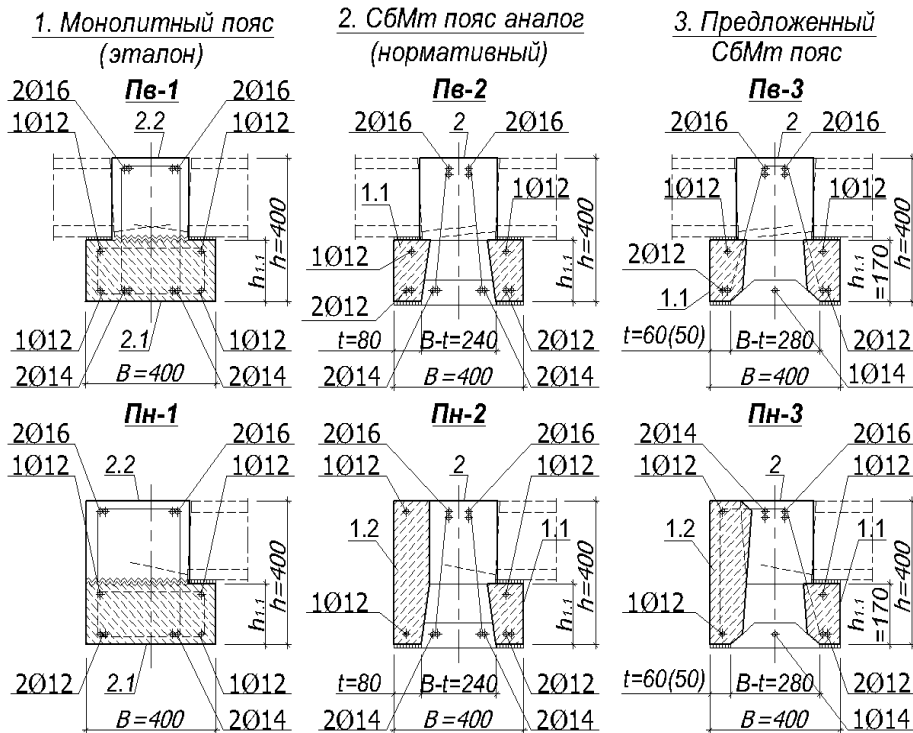 1. Монолитный пояс
(эталон)
2. СбМт пояс аналог
(нормативный)
3. Предложенный
СбМт пояс
Пв-1
2Ø16
2Ø16
1Ø12
2.2
1Ø12
h₁.₁
h=400
1Ø12
2.1
1Ø12
2Ø14
B=400
2Ø14
Пв-2
2Ø16
2
2Ø16
1.1
1Ø12
1Ø12
2Ø12
h₁.₁
h=400
t=80
B-t=240
2Ø12
2Ø14
B=400
2Ø14
Пв-3
2Ø16
2
2Ø16
1Ø12
1Ø12
2Ø12
1.1
h₁.₁
=170
h=400
t=60(50)
B-t=280
2Ø12
B=400
1Ø14
Пн-1
2Ø16
2Ø16
1Ø12
2.2
1Ø12
h₁.₁
h=400
2Ø12
2.1
1Ø12
B=400
2Ø14
Пн-2
2Ø16
2
2Ø16
1Ø12
1Ø12
1.2
1.1
1Ø12
h₁.₁
h=400
t=80
B-t=240
2Ø12
2Ø14
B=400
2Ø14
Пн-3
2Ø14
2
2Ø16
1Ø12
1Ø12
1.2
1.1
1Ø12
h₁.₁
=170
h=400
t=60(50)
B-t=280
2Ø12
B=400
1Ø14